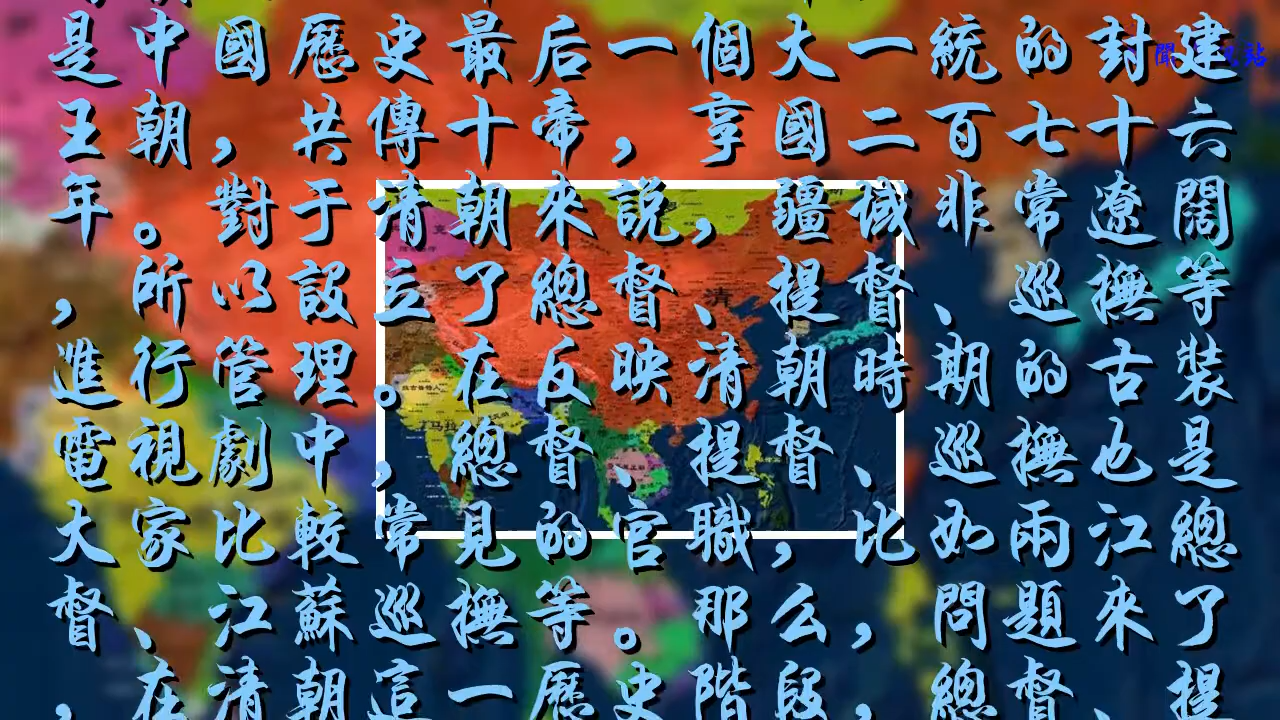 是中國歷史最后一個大一統的封建
王朝，共傳十帝，享國二百七十六
年。對于清朝來說，疆域非常遼闊
，所以設立了總督、提督、巡撫等
進行管理。在反映清朝時期的古裝
電視劇中，總督、提督、巡撫也是
大家比較常見的官職，比如兩江總
督、江蘇巡撫等。那么，問題來了
，在清朝這一歷史階段，總督、提
清